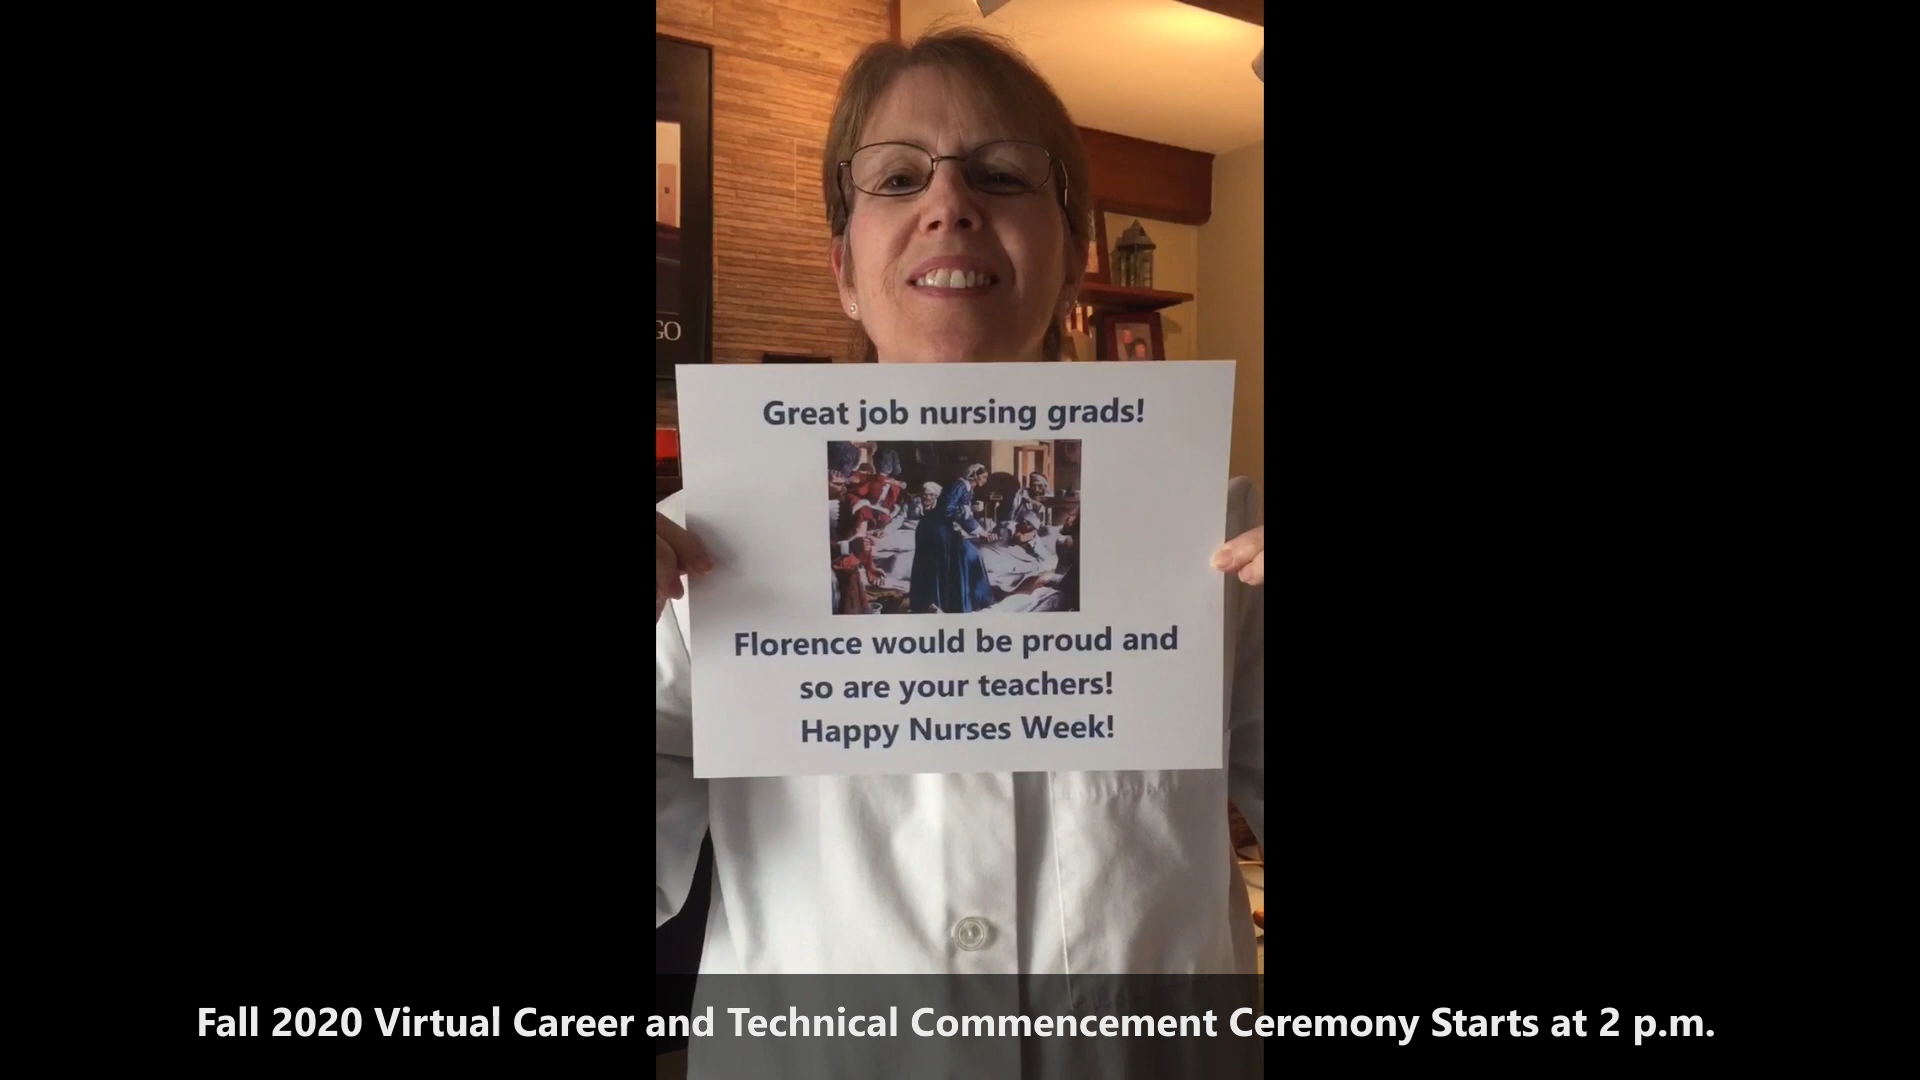 GO
Great job nursing grads!
Florence would be proud and
so are your teachers!
Happy Nurses Week!
Fall 2020 Virtual Career and Technical Commencement Ceremony Starts at 2 p.m.